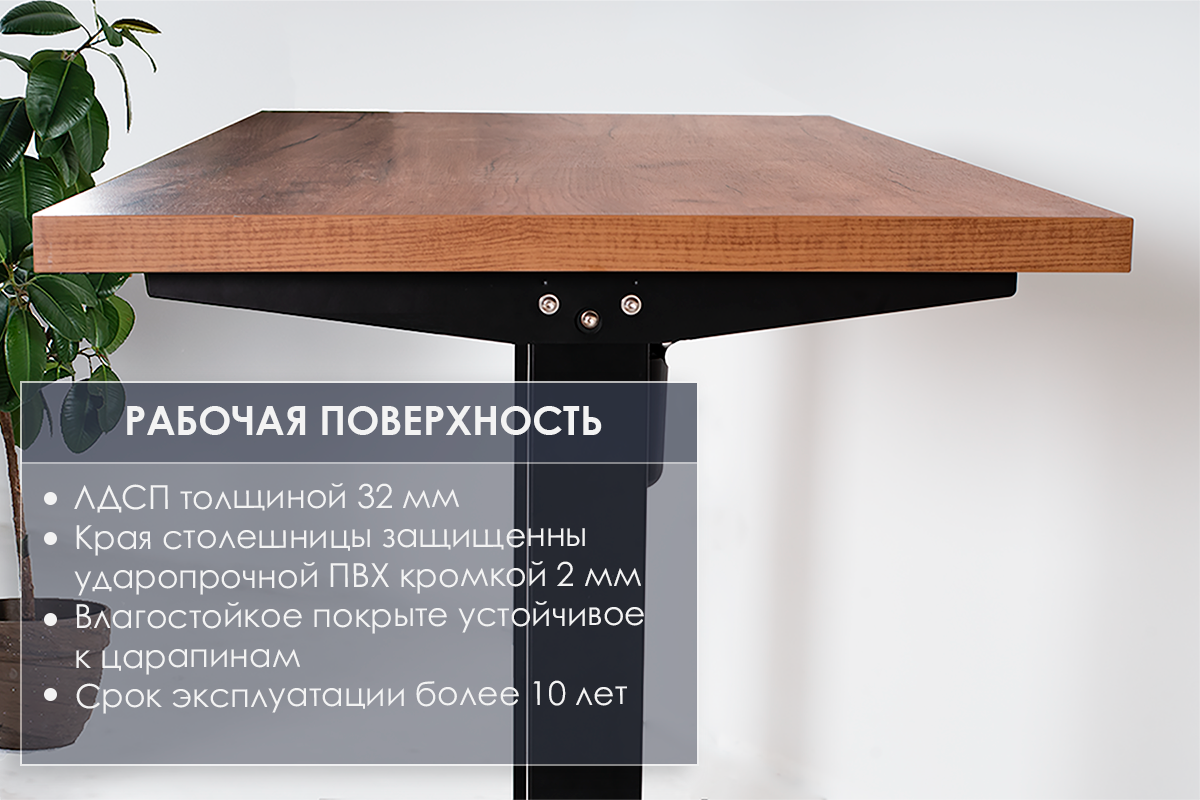 РАБОЧАЯ ПОВЕРХНОСТЬ
• ЛДСП толщиной 32 мм
• Края столешницы защищенны
ударопрочной ПВХ кромкой 2 мм
• Влагостойкое покрыте устойчивое
к царапинам
• Срок эксплуатации более 10 лет